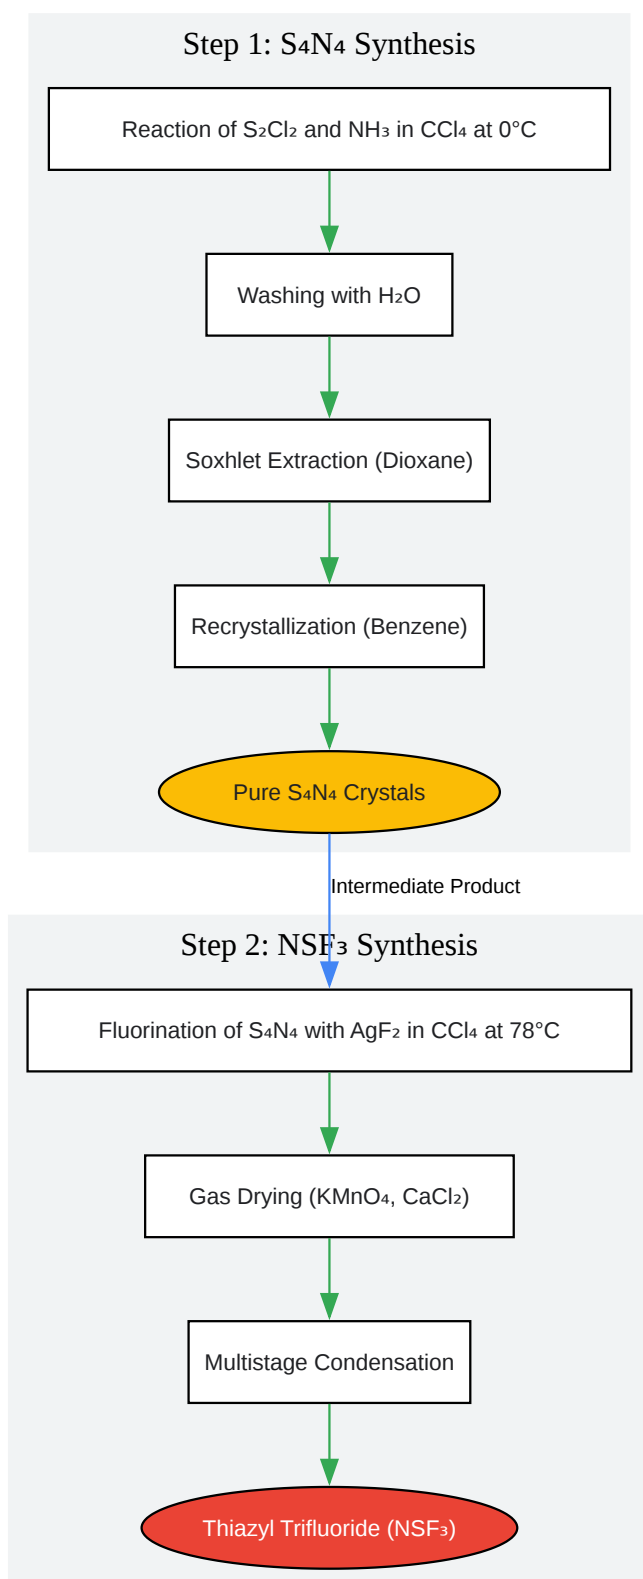 Step 1: S₄N₄ Synthesis
Reaction of S₂Cl₂ and NH₃ in CCl₄ at 0°C
Washing with H₂O
Soxhlet Extraction (Dioxane)
Recrystallization (Benzene)
Pure S₄N₄ Crystals
Intermediate Product
Step 2: NSF₃ Synthesis
Fluorination of S₄N₄ with AgF₂ in CCl₄ at 78°C
Gas Drying (KMnO₄, CaCl₂)
Multistage Condensation
Thiazyl Trifluoride (NSF₃)